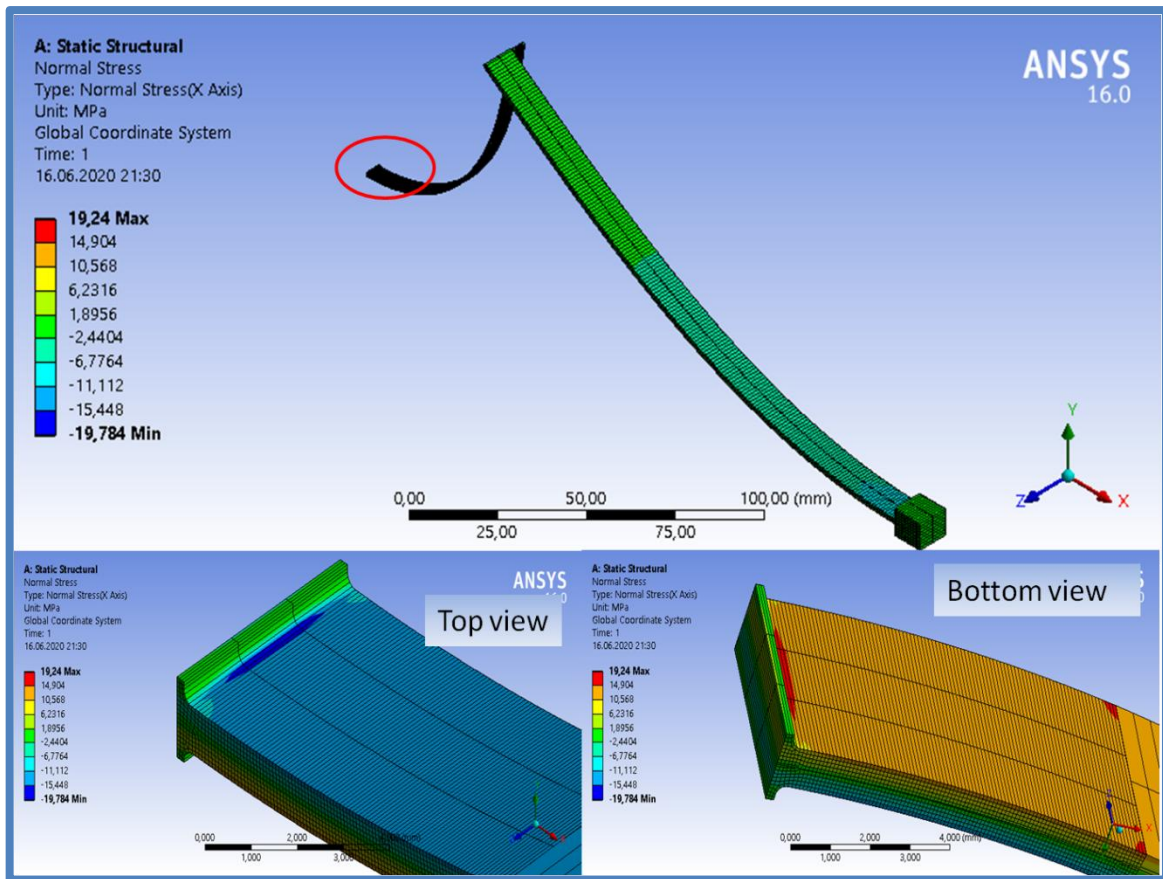 A: Static Structural
Normal Stress
Type: Normal Stress(X Axis)
Unit: MPa
Global Coordinate System
Time: 1
16.06.2020 21:30
19,24 Max
14,904
10,568
6,2316
1,8956
-2,4404
-6,7764
-11,112
-15,448
-19,784 Min
ANSYS
16.0
0,00 50,00 100,00 (mm)
25,00 75,00
Y
Z X
A: Static Structural
Normal Stress
Type: Normal Stress(X Axis)
Unit: MPa
Global Coordinate System
Time: 1
16.06.2020 21:30
19,24 Max
14,904
10,568
6,2316
1,8956
-2,4404
-6,7764
-11,112
-15,448
-19,784 Min
ANSYS
Top view
0,000 2,000
1,000 3,000
A: Static Structural
Normal Stress
Type: Normal Stress(X Axis)
Unit: MPa
Global Coordinate System
Time: 1
16.06.2020 21:30
19,24 Max
14,904
10,568
6,2316
1,8956
-2,4404
-6,7764
-11,112
-15,448
-19,784 Min
Bottom view
0,000 2,000 4,000 (mm)
1,000 3,000
X